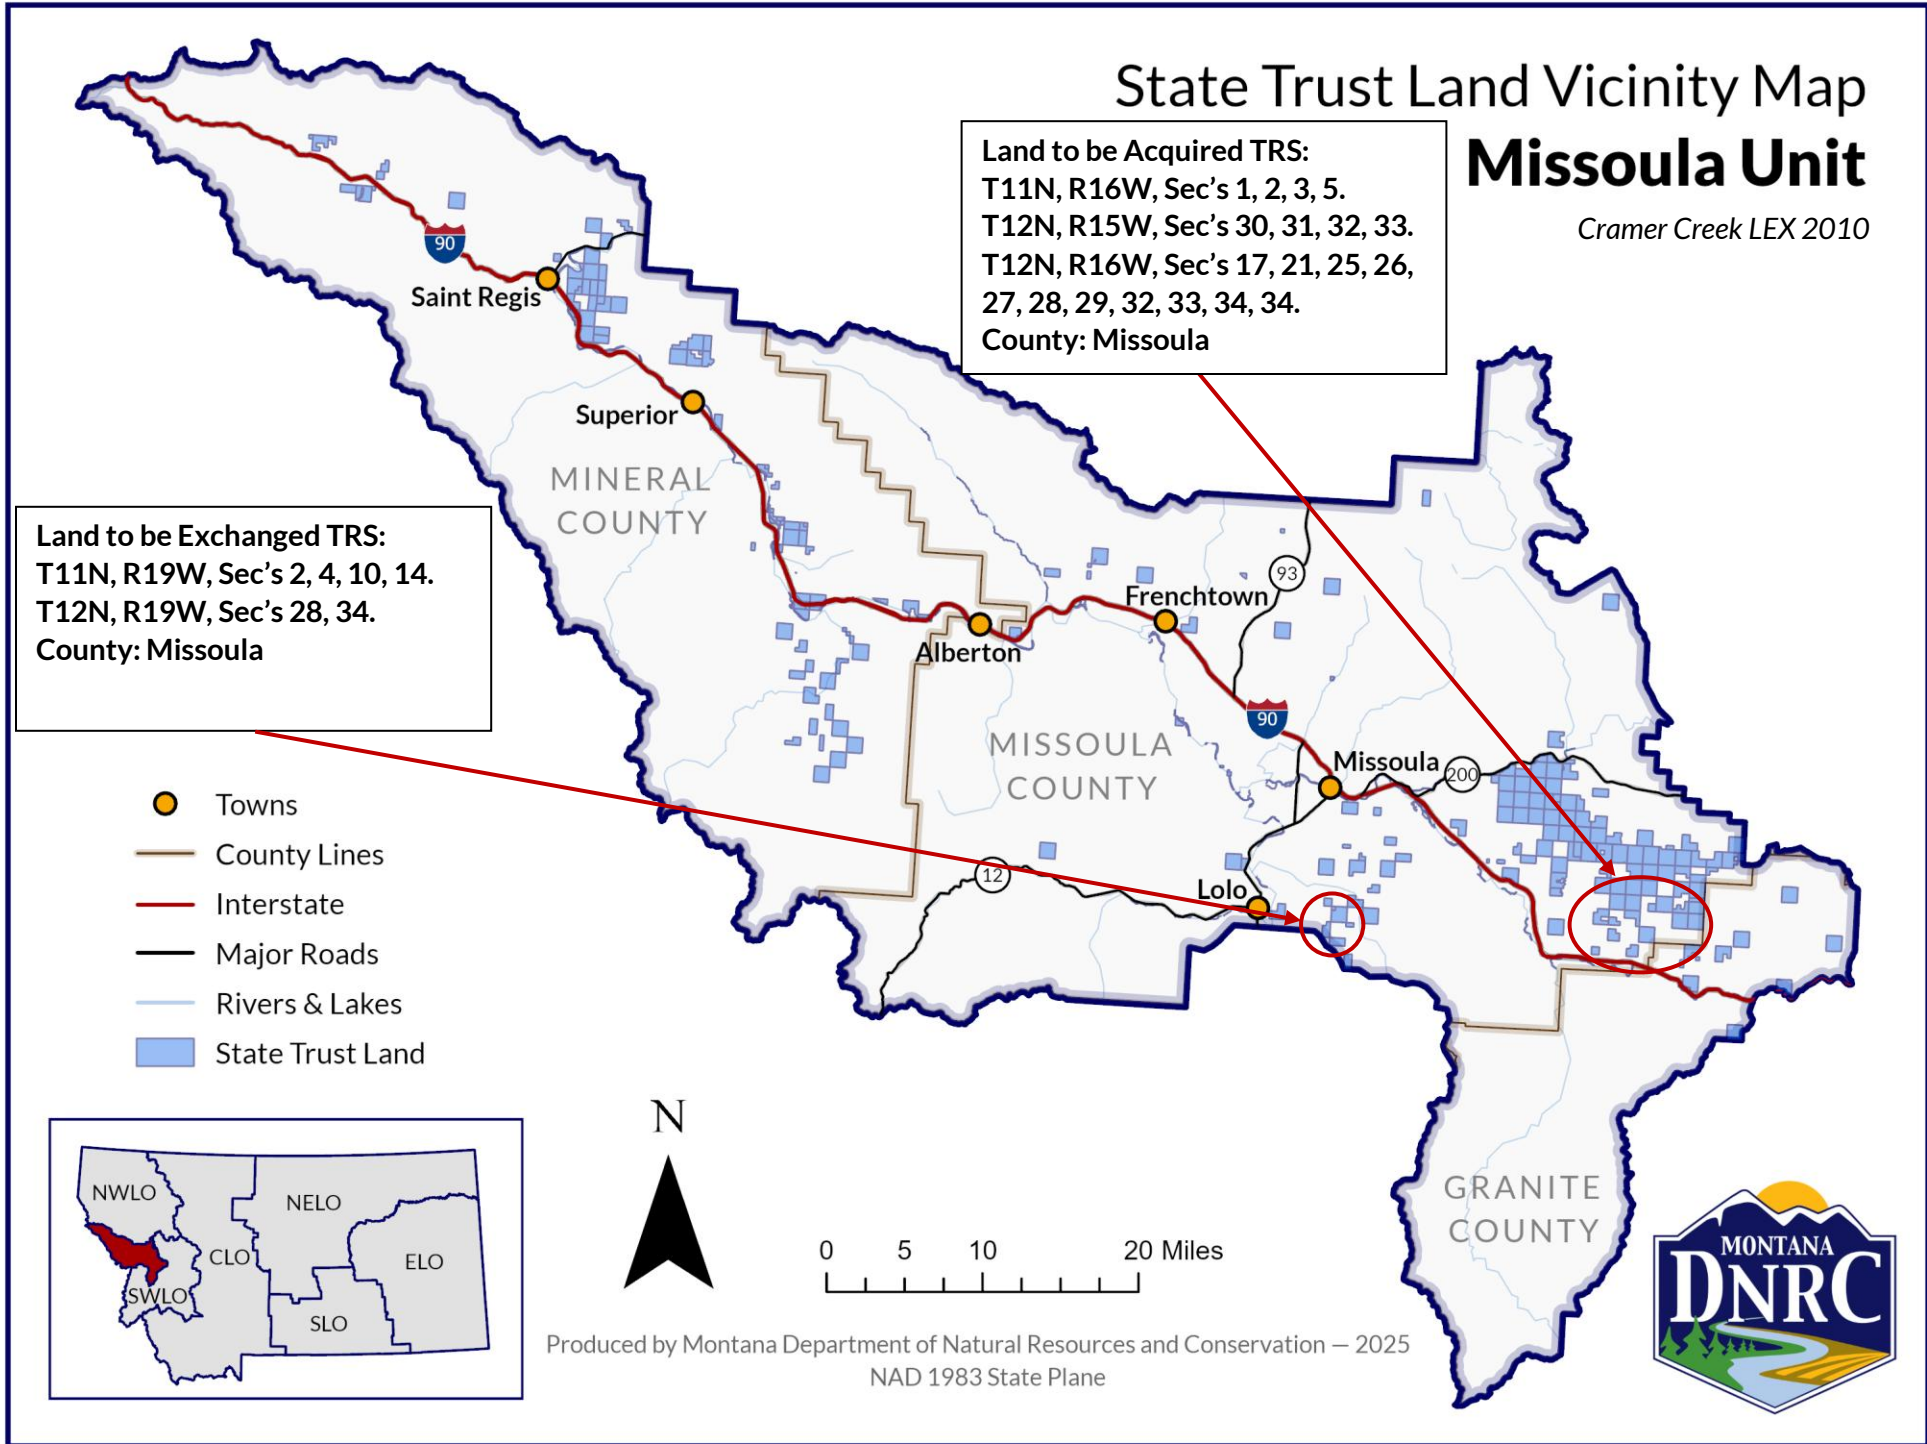 State Trust Land Vicinity Map
Missoula Unit
Cramer Creek LEX 2010
Land to be Acquired TRS:
T11N, R16W, Sec’s 1, 2, 3, 5.
T12N, R15W, Sec’s 30, 31, 32, 33.
T12N, R16W, Sec’s 17, 21, 25, 26,
27, 28, 29, 32, 33, 34, 34.
County: Missoula
90
Saint Regis
Superior
MINERAL
COUNTY
Land to be Exchanged TRS:
T11N, R19W, Sec’s 2, 4, 10, 14.
T12N, R19W, Sec’s 28, 34.
County: Missoula
93
Frenchtown
Alberton
90
MISSOULA
COUNTY
Missoula
200
12
Lolo
Towns
County Lines
Interstate
Major Roads
Rivers & Lakes
State Trust Land
GRANITE
COUNTY
NWLO
NELO
CLO
ELO
SWLO
SLO
N
0 5 10 20 Miles
Produced by Montana Department of Natural Resources and Conservation — 2025
NAD 1983 State Plane
MONTANA
DNRC